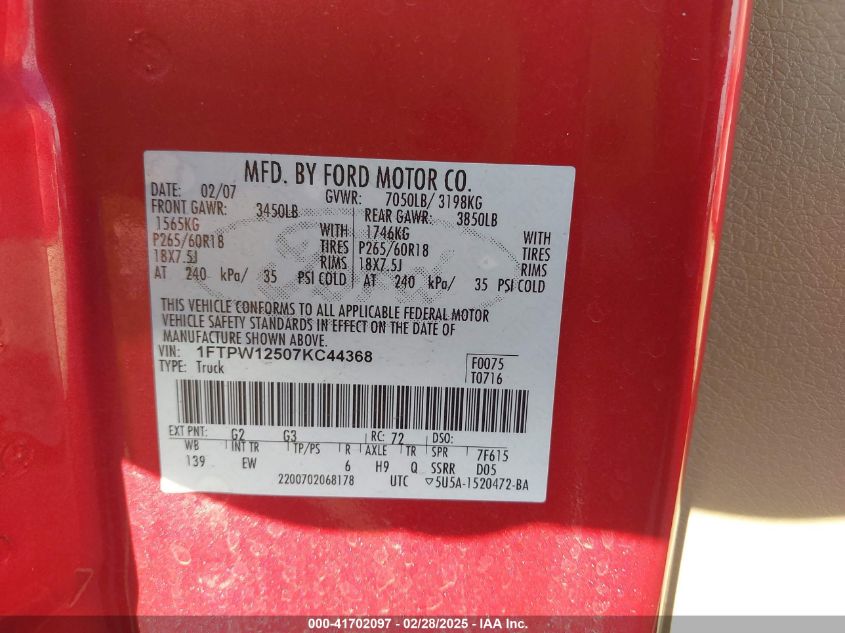 MFD. BY FORD MOTOR CO.
DATE: 02/07 GVWR: 7050LB/ 3198KG
FRONT GAWR: 3450LB REAR GAWR: 3850LB
1565KG WITH 1746KG WITH
P265/60R18 TIRES P265/60R18 TIRES
18X7.5J RIMS 18X7.5J RIMS
AT 240 kPa/ 35 PSI COLD AT 240 kPa/ 35 PSI COLD
THIS VEHICLE CONFORMS TO ALL APPLICABLE FEDERAL MOTOR
VEHICLE SAFETY STANDARDS IN EFFECT ON THE DATE OF
MANUFACTURE SHOWN ABOVE.
VIN: 1FTPW12507KC44368 F0075
TYPE: Truck T0716
EXT PNT: G2 G3 RC: 72 DSO:
WB INT TR TP/PS R AXLE TR SPR 7F615
139 EW 6 H9 Q SSRR D05
2200702068178 UTC ▽5U5A-1520472-BA
000-41702097 - 02/28/2025 - IAA Inc.